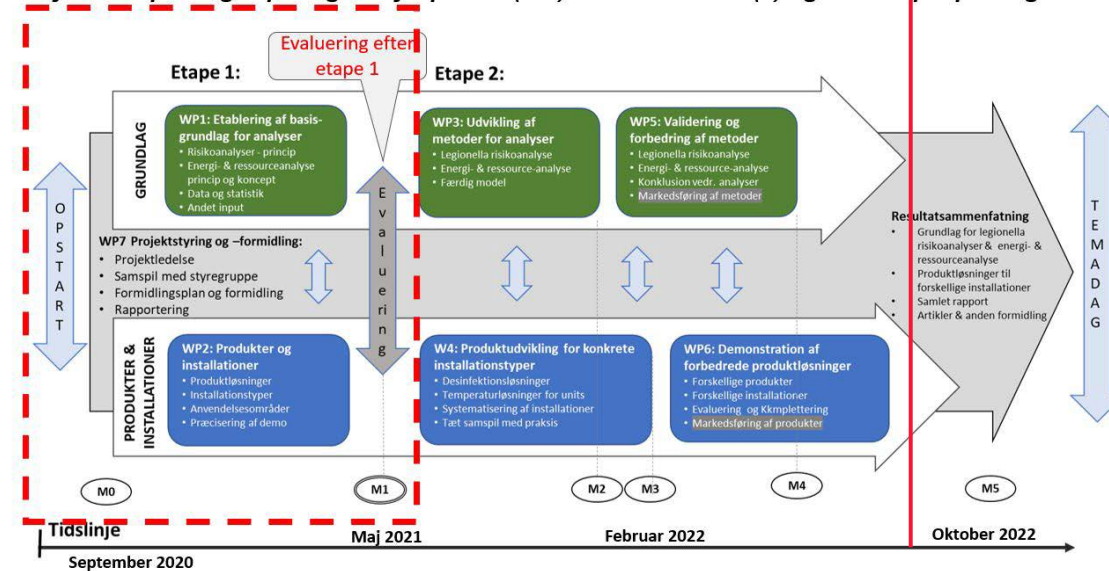 Evaluering efter
etape 1
Etape 1:
Etape 2:
GRUNDLAG
WP1: Etablering af basis-
grundlag for analyser
• Risikoanalyser - princip
• Energi- & ressourceanalyse
princip og koncept
• Data og statistik
• Andet input
WP3: Udvikling af
metoder for analyser
• Legionella risikoanalyse
• Energi- & ressource-analyse
• Færdig model
WP5: Validering og
forbedring af metoder
• Legionella risikoanalyse
• Energi- & ressource-analyse
• Konklusion vedr. analyser
• Markedsføring af metoder
OPSTART
Evaluering
WP7 Projektstyring og –formidling:
• Projektledelse
• Samspil med styregruppe
• Formidlingsplan og formidling
• Rapportering
Resultatsammenfatning
• Grundlag for legionella
risikoanalyser & energi- &
ressourceanalyse
• Produktløsninger til
forskellige installationer
• Samlet rapport
• Artikler & anden formidling
TEMADAG
PRODUKTER &
INSTALLATIONER
WP2: Produkter og
installationer
• Produktløsninger
• Installationstyper
• Anvendelsesområder
• Præcisering af demo
W4: Produktudvikling for konkrete
installationstyper
• Desinfektionsløsninger
• Temperaturløsninger for units
• Systematisering af installationer
• Tæt samspil med praksis
WP6: Demonstration af
forbedrede produktløsninger
• Forskellige produkter
• Forskellige installationer
• Evaluering og Kkmplettering
• Markedsføring af produkter
M0
M1
M2
M3
M4
M5
Tidslinje
Maj 2021
Februar 2022
Oktober 2022
September 2020